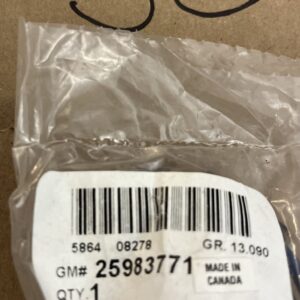 5864 08278 GR. 13.090
GM# 25983771 MADE IN
CANADA
QTY. 1